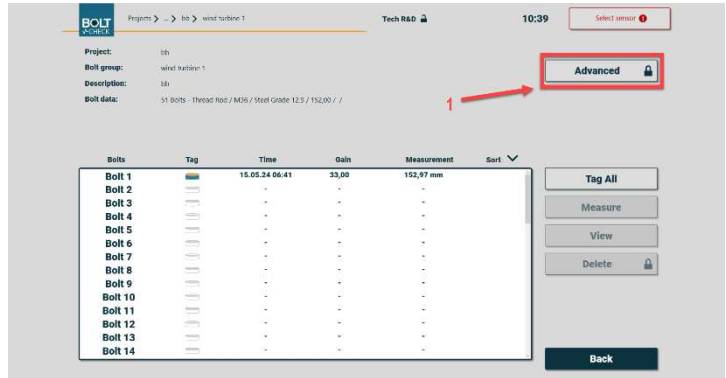 BOLT
V-CHECK
Projects > ... > bb > wind turbine 1
Tech R&D
10:39
Select sensor 1
Project: bb
Bolt group: wind turbine 1
Description: bb
Bolt data: 51 Bolts - Thread Rod / M36 / Steel Grade 12.9 / 152,00 / /
Advanced
1
Bolts Tag Time Gain Measurement Sort
Bolt 1 15.05.24 06:41 33,00 152,97 mm
Bolt 2 - - -
Bolt 3 - - -
Bolt 4 - - -
Bolt 5 - - -
Bolt 6 - - -
Bolt 7 - - -
Bolt 8 - - -
Bolt 9 - - -
Bolt 10 - - -
Bolt 11 - - -
Bolt 12 - - -
Bolt 13 - - -
Bolt 14 - - -
Tag All
Measure
View
Delete
Back